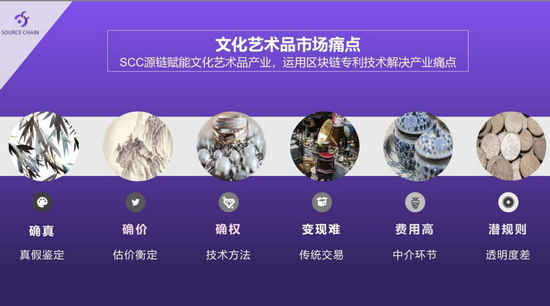 SOURCE CHAIN
文化艺术品市场痛点
SCC源链赋能文化艺术品产业，运用区块链专利技术解决产业痛点
确真
确价
确权
变现难
费用高
潜规则
真假鉴定
估价衡定
技术方法
传统交易
中介环节
透明度差